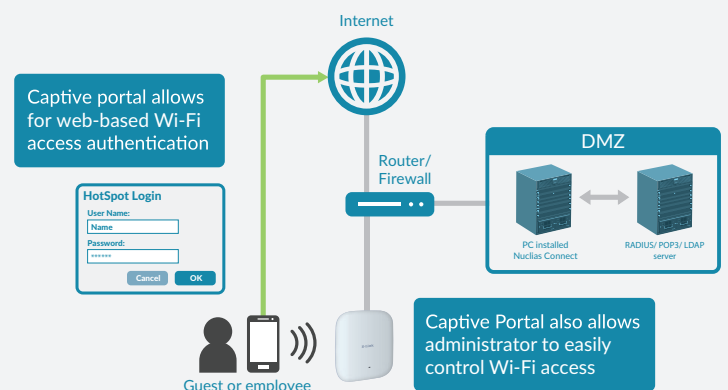 Internet
Captive portal allows
for web-based Wi-Fi
access authentication
HotSpot Login
User Name:
Name
Password:
******
Cancel
OK
Router/
Firewall
DMZ
PC installed
Nuclias Connect
RADIUS/ POP3/ LDAP
server
Captive Portal also allows
administrator to easily
control Wi-Fi access
Guest or employee